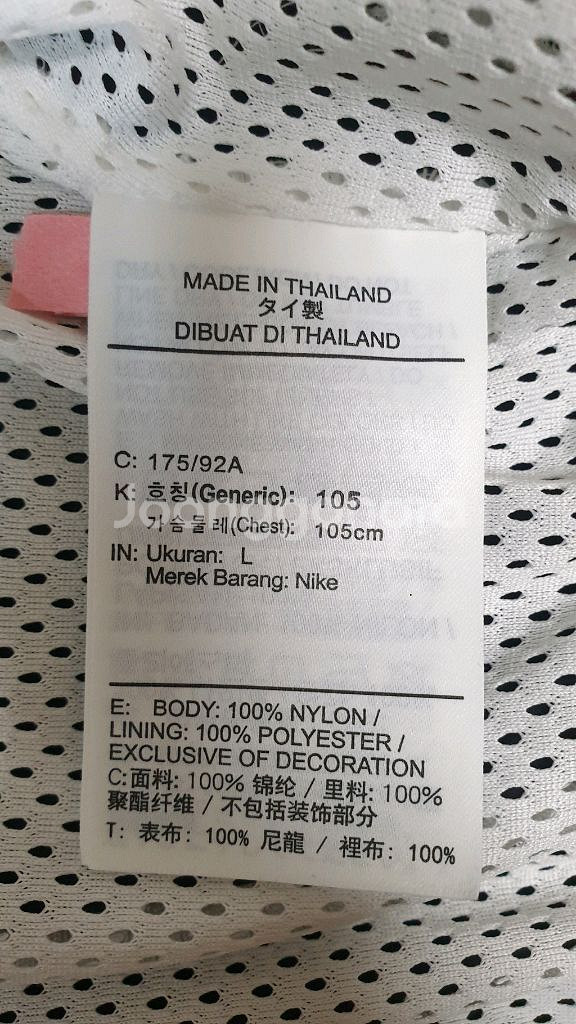 MADE IN THAILAND
タイ製
DIBUAT DI THAILAND
C: 175/92A
K: 호칭(Generic): 105
가슴둘레(Chest): 105cm
IN: Ukuran: L
Merek Barang: Nike
E: BODY: 100% NYLON /
LINING: 100% POLYESTER /
EXCLUSIVE OF DECORATION
C:面料: 100% 锦纶 / 里料: 100%
聚酯纤维 / 不包括装饰部分
T: 表布: 100% 尼龍 / 裡布: 100%